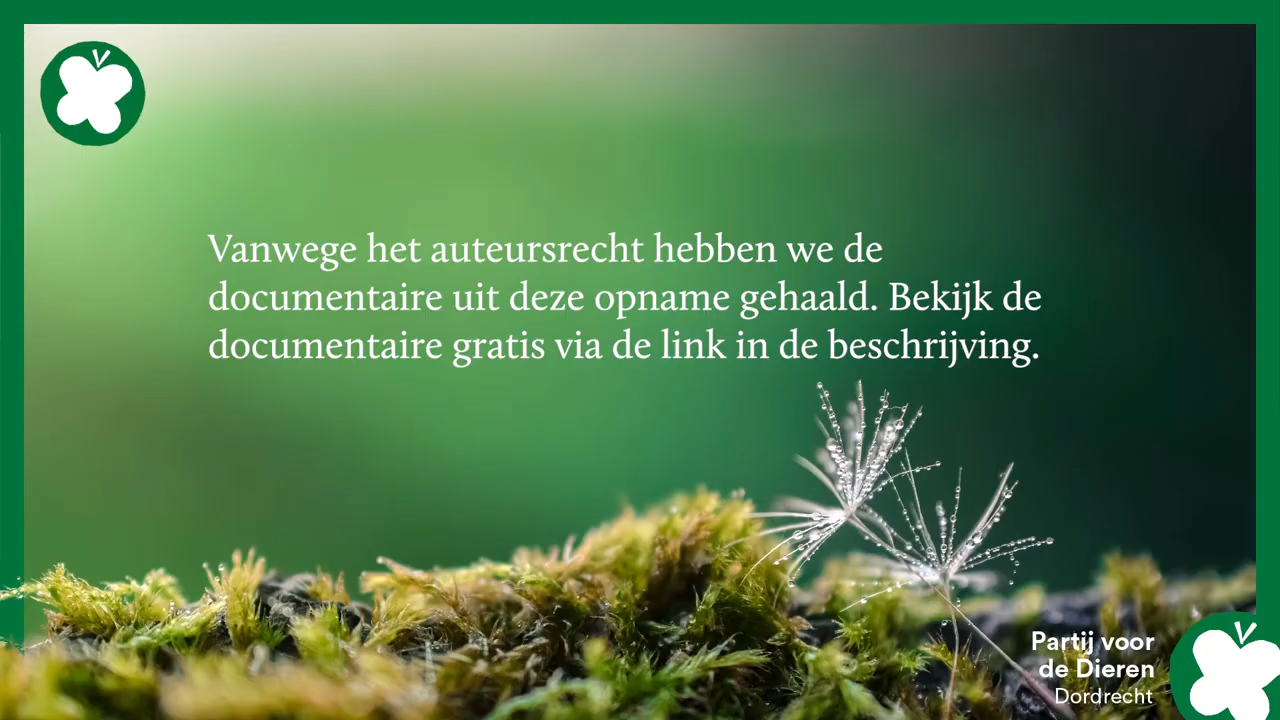 Vanwege het auteursrecht hebben we de
documentaire uit deze opname gehaald. Bekijk de
documentaire gratis via de link in de beschrijving.
Partij voor
de Dieren
Dordrecht